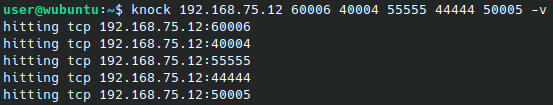 user@wubuntu:~$ knock 192.168.75.12 60006 40004 55555 44444 50005 -v
hitting tcp 192.168.75.12:60006
hitting tcp 192.168.75.12:40004
hitting tcp 192.168.75.12:55555
hitting tcp 192.168.75.12:44444
hitting tcp 192.168.75.12:50005